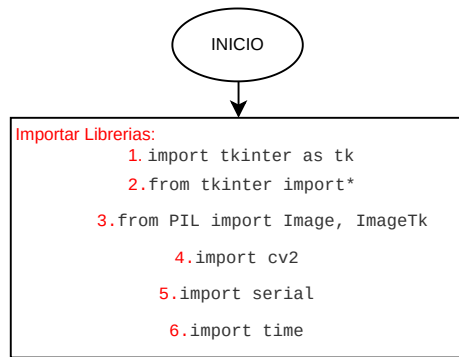 INICIO
Importar Librerias:
1. import tkinter as tk
2.from tkinter import*
3.from PIL import Image, ImageTk
4.import cv2
5.import serial
6.import time